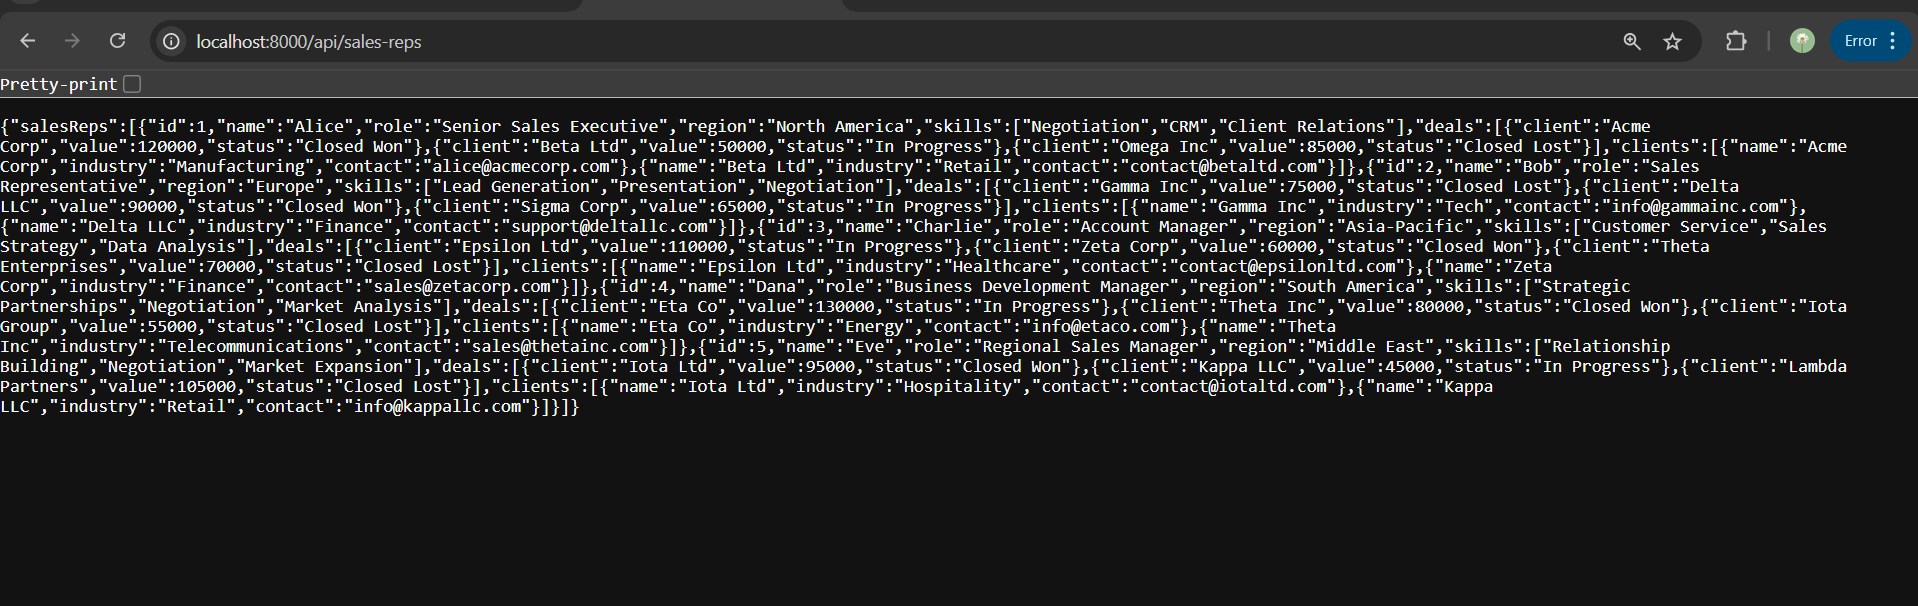 localhost:8000/api/sales-reps
Error
Pretty-print
{"salesReps":[{"id":1,"name":"Alice","role":"Senior Sales Executive","region":"North America","skills":["Negotiation","CRM","Client Relations"],"deals":[{"client":"Acme
Corp","value":120000,"status":"Closed Won"},{"client":"Beta Ltd","value":50000,"status":"In Progress"},{"client":"Omega Inc","value":85000,"status":"Closed Lost"}],"clients":[{"name":"Acme
Corp","industry":"Manufacturing","contact":"alice@acmecorp.com"},{"name":"Beta Ltd","industry":"Retail","contact":"contact@betaltd.com"}]},{"id":2,"name":"Bob","role":"Sales
Representative","region":"Europe","skills":["Lead Generation","Presentation","Negotiation"],"deals":[{"client":"Gamma Inc","value":75000,"status":"Closed Lost"},{"client":"Delta
LLC","value":90000,"status":"Closed Won"},{"client":"Sigma Corp","value":65000,"status":"In Progress"}],"clients":[{"name":"Gamma Inc","industry":"Tech","contact":"info@gammainc.com"},
{"name":"Delta LLC","industry":"Finance","contact":"support@deltallc.com"}]},{"id":3,"name":"Charlie","role":"Account Manager","region":"Asia-Pacific","skills":["Customer Service","Sales
Strategy","Data Analysis"],"deals":[{"client":"Epsilon Ltd","value":110000,"status":"In Progress"},{"client":"Zeta Corp","value":60000,"status":"Closed Won"},{"client":"Theta
Enterprises","value":70000,"status":"Closed Lost"}],"clients":[{"name":"Epsilon Ltd","industry":"Healthcare","contact":"contact@epsilonltd.com"},{"name":"Zeta
Corp","industry":"Finance","contact":"sales@zetacorp.com"}]},{"id":4,"name":"Dana","role":"Business Development Manager","region":"South America","skills":["Strategic
Partnerships","Negotiation","Market Analysis"],"deals":[{"client":"Eta Co","value":130000,"status":"In Progress"},{"client":"Theta Inc","value":80000,"status":"Closed Won"},{"client":"Iota
Group","value":55000,"status":"Closed Lost"}],"clients":[{"name":"Eta Co","industry":"Energy","contact":"info@etaco.com"},{"name":"Theta
Inc","industry":"Telecommunications","contact":"sales@thetainc.com"}]},{"id":5,"name":"Eve","role":"Regional Sales Manager","region":"Middle East","skills":["Relationship
Building","Negotiation","Market Expansion"],"deals":[{"client":"Iota Ltd","value":95000,"status":"Closed Won"},{"client":"Kappa LLC","value":45000,"status":"In Progress"},{"client":"Lambda
Partners","value":105000,"status":"Closed Lost"}],"clients":[{"name":"Iota Ltd","industry":"Hospitality","contact":"contact@iotaltd.com"},{"name":"Kappa
LLC","industry":"Retail","contact":"info@kappallc.com"}]}]}